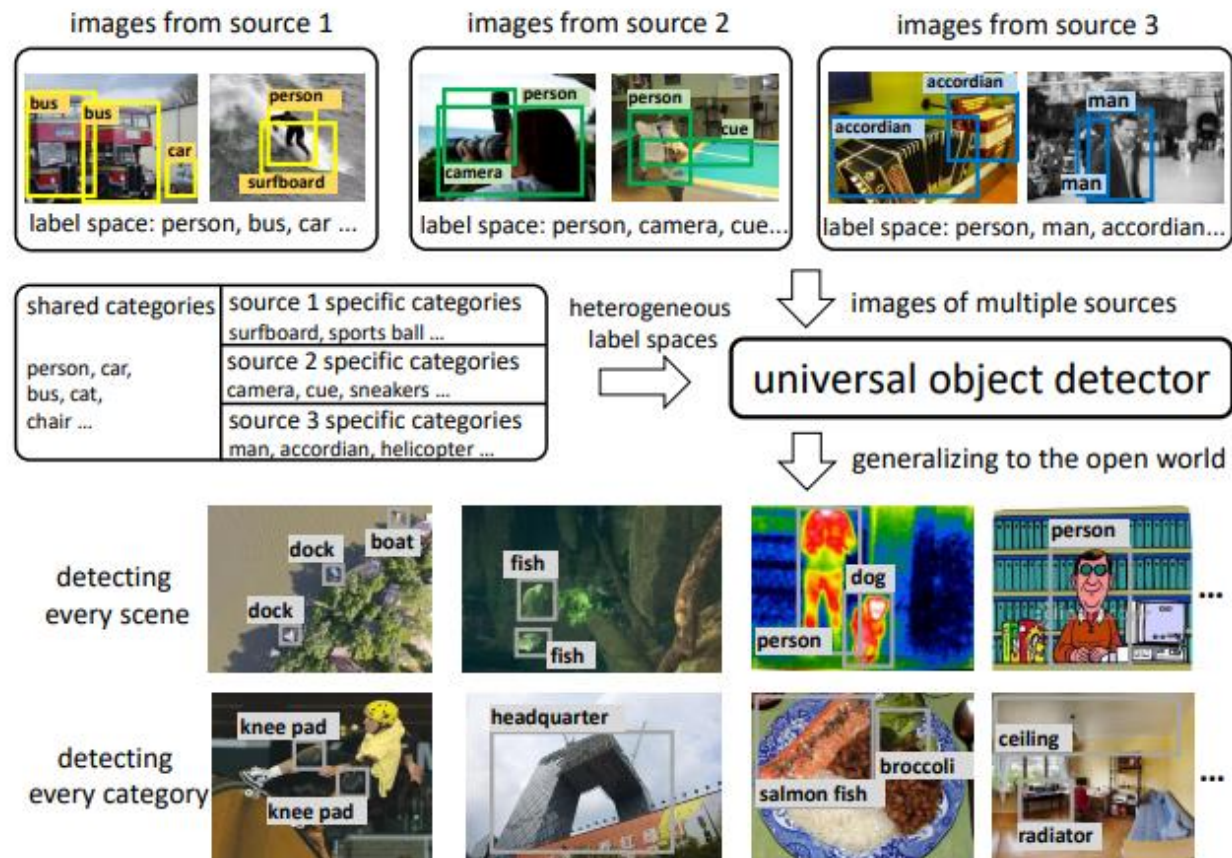 images from source 1
images from source 2
images from source 3
bus
bus
car
person
surfboard
label space: person, bus, car ...
person
camera
person
cue
label space: person, camera, cue...
accordian
accordian
man
man
label space: person, man, accordian...
shared categories
person, car,
bus, cat,
chair ...
source 1 specific categories
surfboard, sports ball ...
source 2 specific categories
camera, cue, sneakers ...
source 3 specific categories
man, accordian, helicopter ...
heterogeneous
label spaces
images of multiple sources
universal object detector
generalizing to the open world
detecting
every scene
dock
boat
dock
fish
fish
dog
person
person
...
detecting
every category
knee pad
knee pad
headquarter
broccoli
salmon fish
ceiling
radiator
...